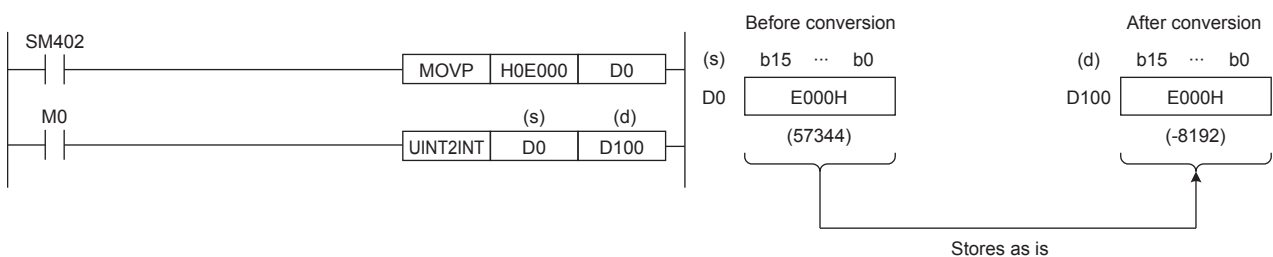 SM402
MOVP H0E000 D0
M0 (s) (d)
UINT2INT D0 D100
Before conversion
(s) b15 ··· b0
D0 E000H
(57344)
After conversion
(d) b15 ··· b0
D100 E000H
(-8192)
Stores as is